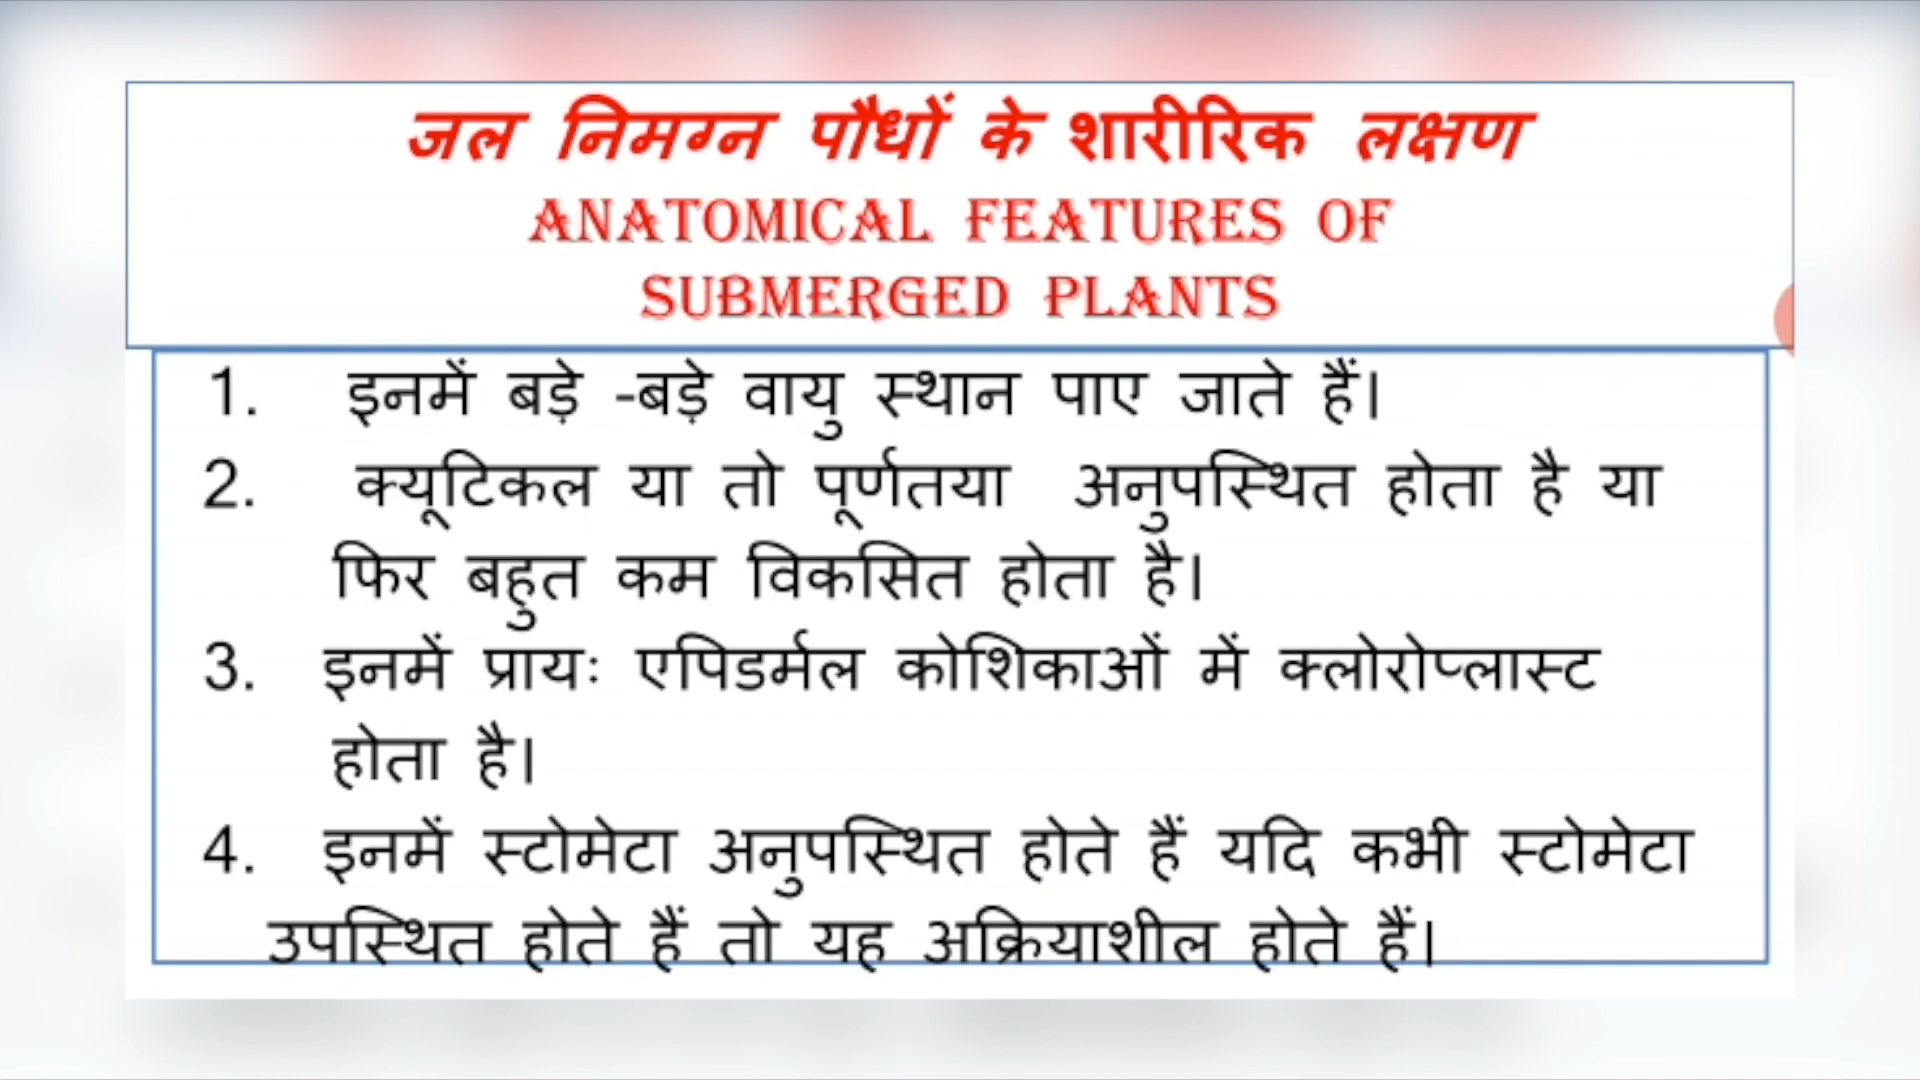 जल निमग्न पौधों के शारीरिक लक्षण
ANATOMICAL FEATURES OF
SUBMERGED PLANTS
1. इनमें बड़े -बड़े वायु स्थान पाए जाते हैं।
2. क्यूटिकल या तो पूर्णतया अनुपस्थित होता है या
फिर बहुत कम विकसित होता है।
3. इनमें प्रायः एपिडर्मल कोशिकाओं में क्लोरोप्लास्ट
होता है।
4. इनमें स्टोमेटा अनुपस्थित होते हैं यदि कभी स्टोमेटा
उपस्थित होते हैं तो यह अक्रियाशील होते हैं।